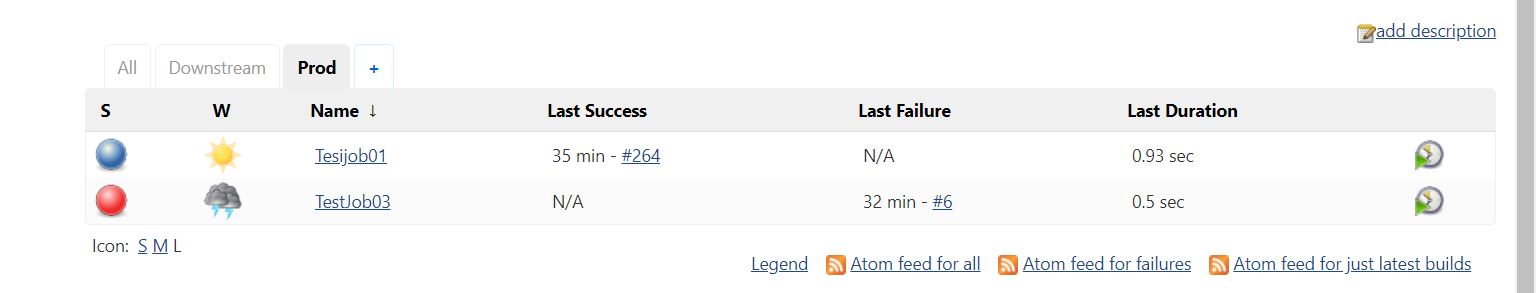 add description
All Downstream Prod +
S W Name ↓ Last Success Last Failure Last Duration
Tesijob01 35 min - #264 N/A 0.93 sec
TestJob03 N/A 32 min - #6 0.5 sec
Icon: S M L
Legend Atom feed for all Atom feed for failures Atom feed for just latest builds